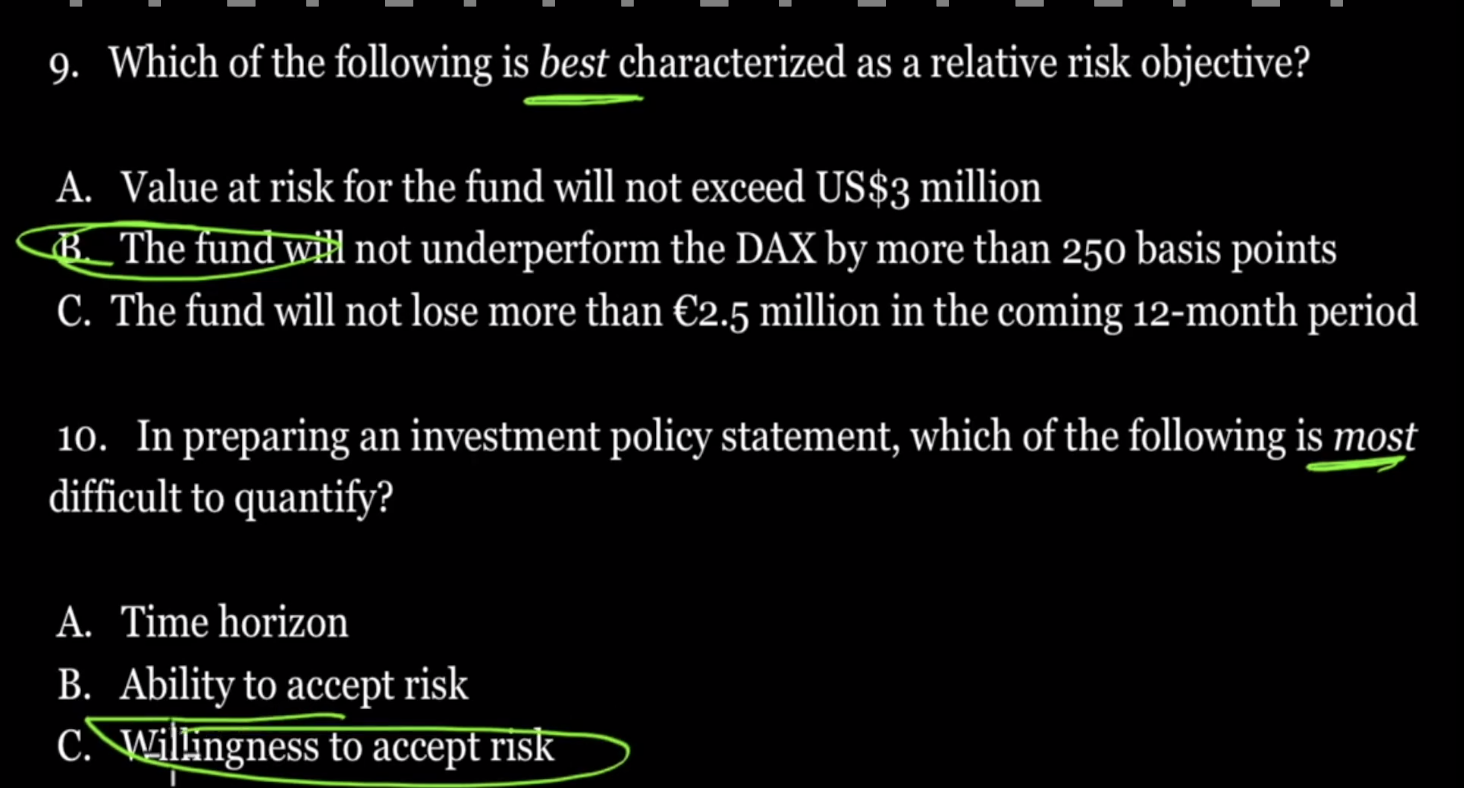 9. Which of the following is best characterized as a relative risk objective?
A. Value at risk for the fund will not exceed US$3 million
B. The fund will not underperform the DAX by more than 250 basis points
C. The fund will not lose more than €2.5 million in the coming 12-month period
10. In preparing an investment policy statement, which of the following is most
difficult to quantify?
A. Time horizon
B. Ability to accept risk
C. Willingness to accept risk